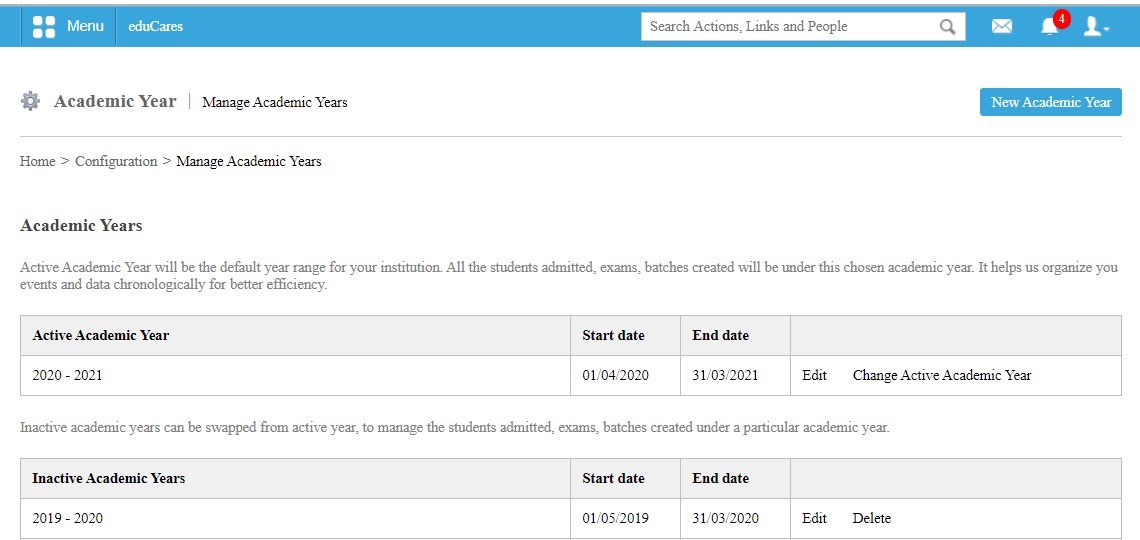 Menu eduCares Search Actions, Links and People 4
Academic Year | Manage Academic Years New Academic Year
Home > Configuration > Manage Academic Years
Academic Years
Active Academic Year will be the default year range for your institution. All the students admitted, exams, batches created will be under this chosen academic year. It helps us organize you
events and data chronologically for better efficiency.
Active Academic Year Start date End date
2020 - 2021 01/04/2020 31/03/2021 Edit Change Active Academic Year
Inactive academic years can be swapped from active year, to manage the students admitted, exams, batches created under a particular academic year.
Inactive Academic Years Start date End date
2019 - 2020 01/05/2019 31/03/2020 Edit Delete